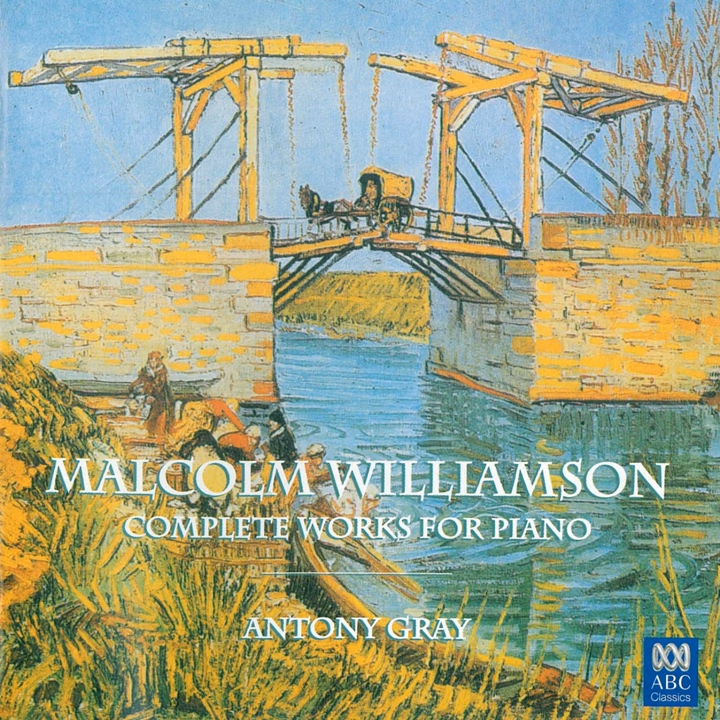 MALCOLM WILLIAMSON
COMPLETE WORKS FOR PIANO
ANTONY GRAY
ABC
Classics